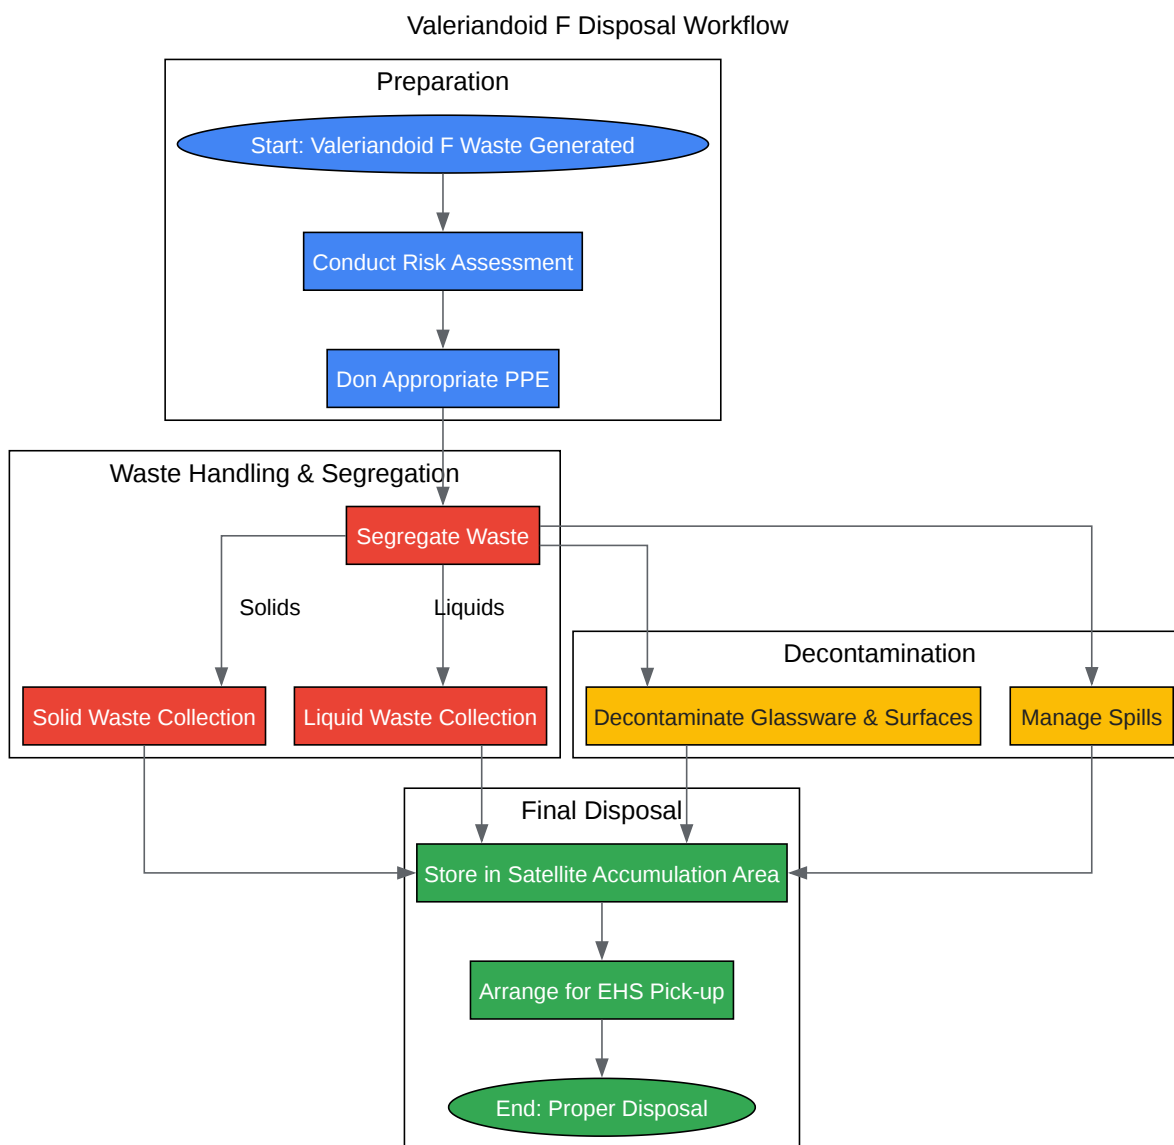 Valeriandoid F Disposal Workflow
Preparation
Start: Valeriandoid F Waste Generated
Conduct Risk Assessment
Don Appropriate PPE
Waste Handling & Segregation
Segregate Waste
Solids
Liquids
Decontamination
Solid Waste Collection
Liquid Waste Collection
Decontaminate Glassware & Surfaces
Manage Spills
Final Disposal
Store in Satellite Accumulation Area
Arrange for EHS Pick-up
End: Proper Disposal